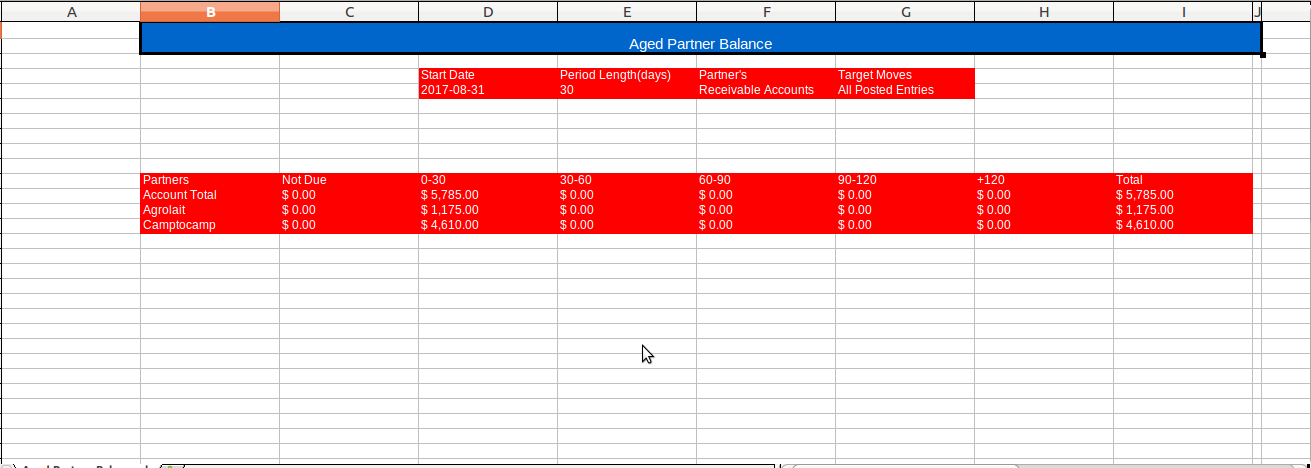 A B C D E F G H I J
Aged Partner Balance
Start Date Period Length(days) Partner's Target Moves
2017-08-31 30 Receivable Accounts All Posted Entries
Partners Not Due 0-30 30-60 60-90 90-120 +120 Total
Account Total $ 0.00 $ 5,785.00 $ 0.00 $ 0.00 $ 0.00 $ 0.00 $ 5,785.00
Agrolait $ 0.00 $ 1,175.00 $ 0.00 $ 0.00 $ 0.00 $ 0.00 $ 1,175.00
Camptocamp $ 0.00 $ 4,610.00 $ 0.00 $ 0.00 $ 0.00 $ 0.00 $ 4,610.00